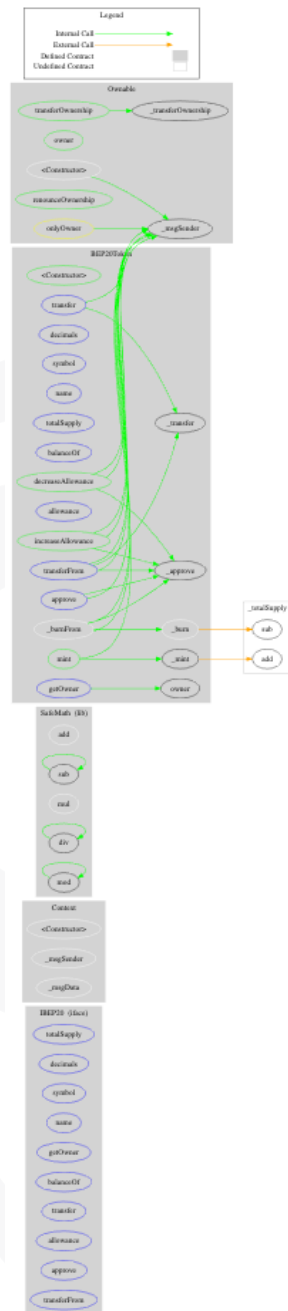 Legend
Internal Call
External Call
Defined Contract
Undefined Contract
Ownable
transferOwnership
_transferOwnership
owner
<Constructor>
renounceOwnership
onlyOwner
_msgSender
BEP20Token
<Constructor>
transfer
decimals
symbol
name
_transfer
totalSupply
balanceOf
decreaseAllowance
allowance
increaseAllowance
transferFrom
_approve
approve
_burnFrom
_burn
mint
_mint
getOwner
owner
_totalSupply
sub
add
SafeMath (lib)
add
sub
mul
div
mod
Context
<Constructor>
_msgSender
_msgData
IBEP20 (iface)
totalSupply
decimals
symbol
name
getOwner
balanceOf
transfer
allowance
approve
transferFrom